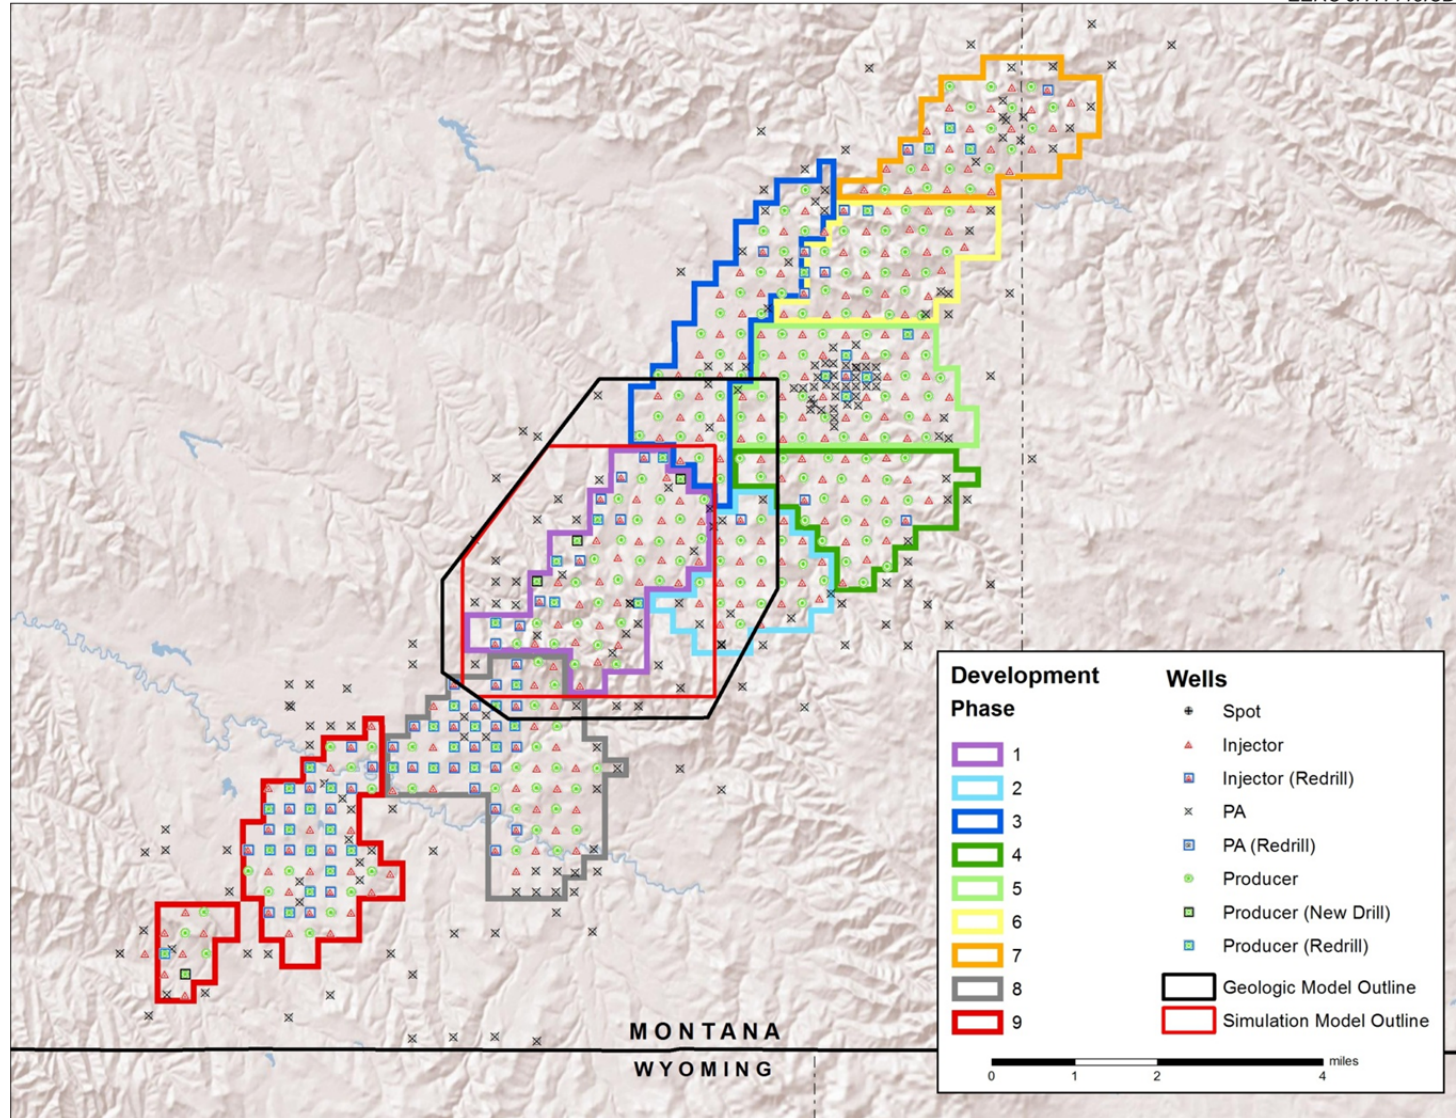 Development
Phase
1
2
3
4
5
6
7
8
9
Wells
Spot
Injector
Injector (Redrill)
PA
PA (Redrill)
Producer
Producer (New Drill)
Producer (Redrill)
Geologic Model Outline
Simulation Model Outline
miles
0 1 2 4
MONTANA
WYOMING